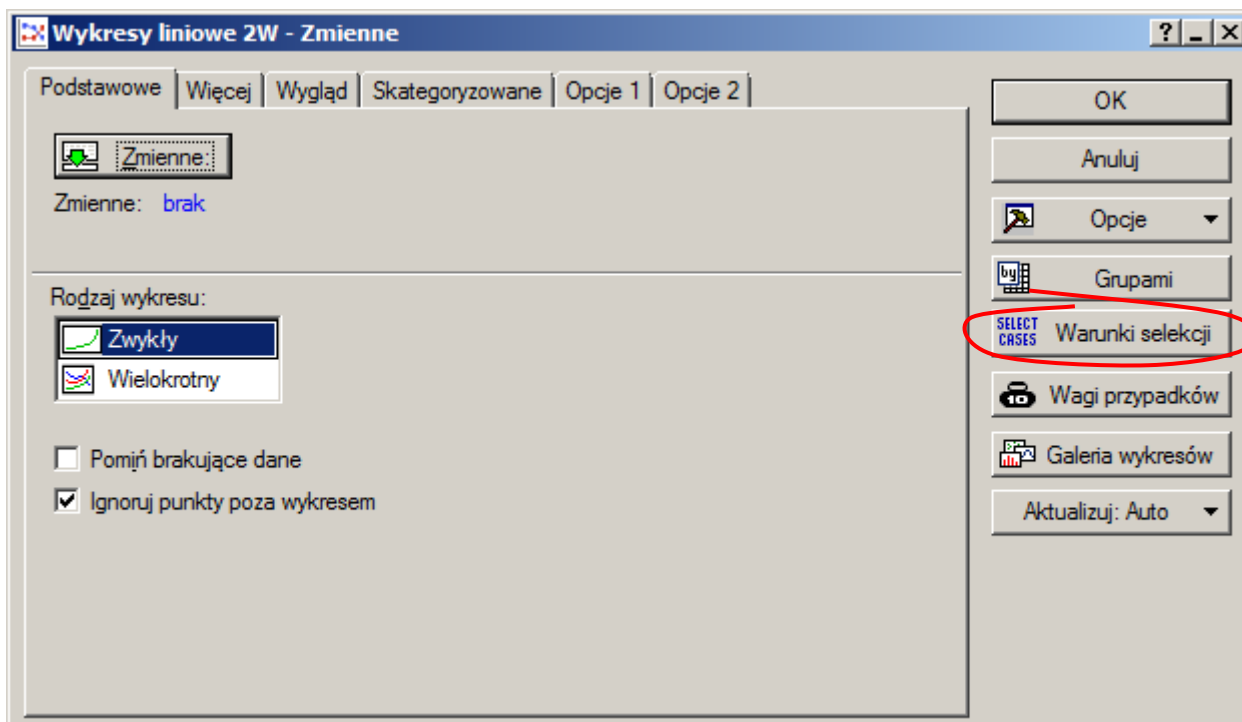 Wykresy liniowe 2W - Zmienne
Podstawowe Więcej Wygląd Skategoryzowane Opcje 1 Opcje 2
Zmienne:
Zmienne: brak
Rodzaj wykresu:
Zwykły
Wielokrotny
Pomiń brakujące dane
Ignoruj punkty poza wykresem
OK
Anuluj
Opcje
by Grupami
SELECT CASES Warunki selekcji
10 Wagi przypadków
Galeria wykresów
Aktualizuj: Auto